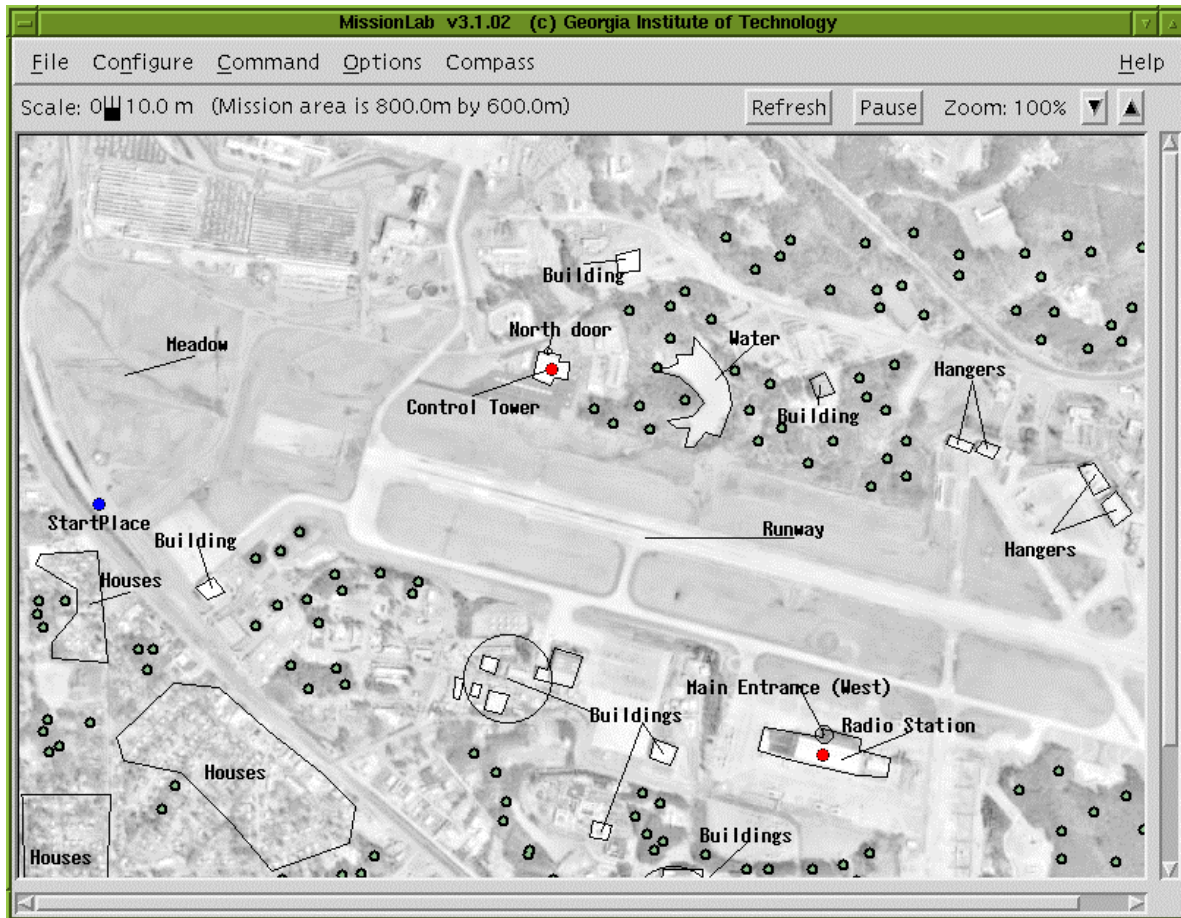 MissionLab v3.1.02 (c) Georgia Institute of Technology
File Configure Command Options Compass Help
Scale: 0 10.0 m (Mission area is 800.0m by 600.0m) Refresh Pause Zoom: 100%
Building
North door
Meadow
Water
Hangers
Control Tower
Building
StartPlace
Runway
Building
Hangers
Houses
Main Entrance (West)
Buildings
Radio Station
Houses
Buildings
Houses